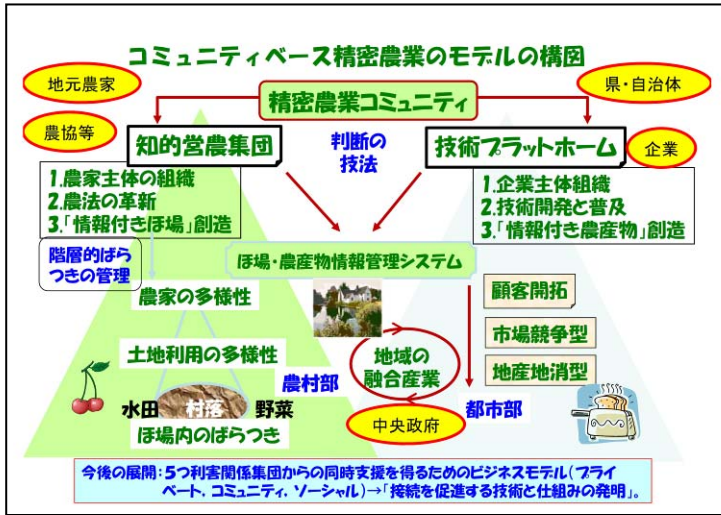 コミュニティベース精密農業のモデルの構図
地元農家
県・自治体
精密農業コミュニティ
農協等
知的営農集団
判断の
技法
技術プラットホーム
企業
1.農家主体の組織
2.農法の革新
3.「情報付きほ場」創造
1.企業主体組織
2.技術開発と普及
3.「情報付き農産物」創造
階層的ばら
つきの管理
ほ場・農産物情報管理システム
農家の多様性
顧客開拓
土地利用の多様性
市場競争型
地域の
融合産業
農村部
地産地消型
水田
村落
野菜
都市部
中央政府
ほ場内のばらつき
今後の展開：5つ利害関係集団からの同時支援を得るためのビジネスモデル（プライ
ベート．コミュニティ．ソーシャル）→「接続を促進する技術と仕組みの発明」。